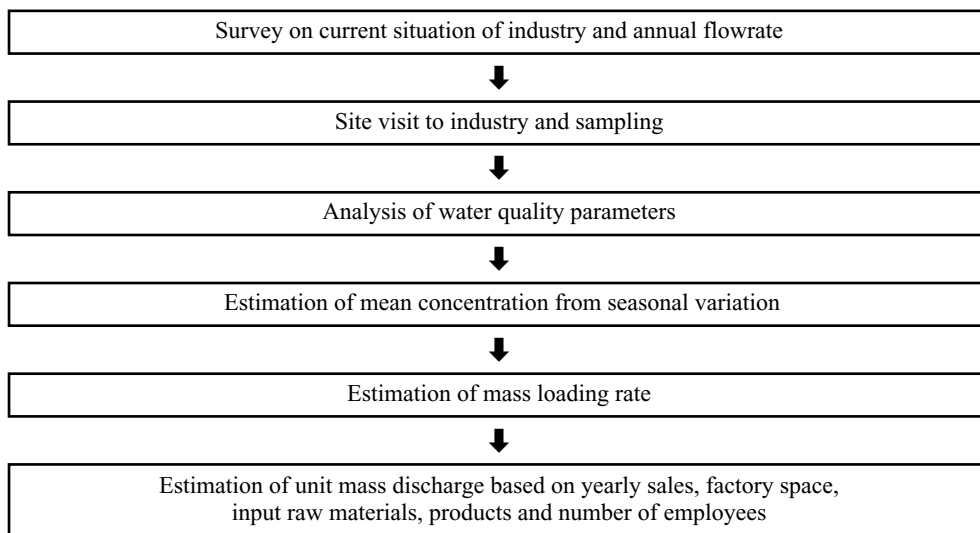 Survey on current situation of industry and annual flowrate
Site visit to industry and sampling
Analysis of water quality parameters
Estimation of mean concentration from seasonal variation
Estimation of mass loading rate
Estimation of unit mass discharge based on yearly sales, factory space,
input raw materials, products and number of employees